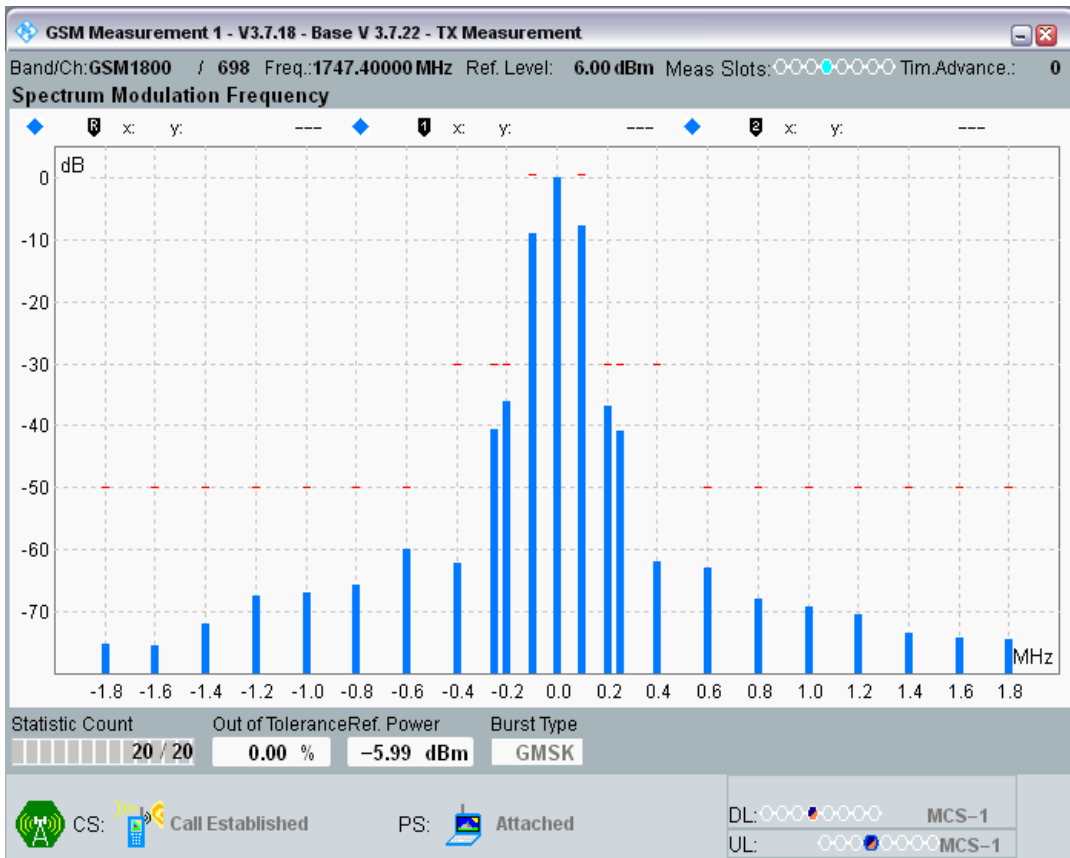 GSM Measurement 1 - V3.7.18 - Base V 3.7.22 - TX Measurement
Band/Ch:GSM1800 / 698 Freq.:1747.40000 MHz Ref. Level: 6.00 dBm Meas Slots: Tim.Advance.: 0
Spectrum Modulation Frequency
R x: y: --- 1 x: y: --- 2 x: y: ---
dB
0
-10
-20
-30
-40
-50
-60
-70
MHz
-1.8 -1.6 -1.4 -1.2 -1.0 -0.8 -0.6 -0.4 -0.2 0.0 0.2 0.4 0.6 0.8 1.0 1.2 1.4 1.6 1.8
Statistic Count Out of Tolerance Ref. Power Burst Type
20 / 20 0.00 % −5.99 dBm GMSK
CS: Call Established PS: Attached
DL: MCS−1
UL: MCS−1